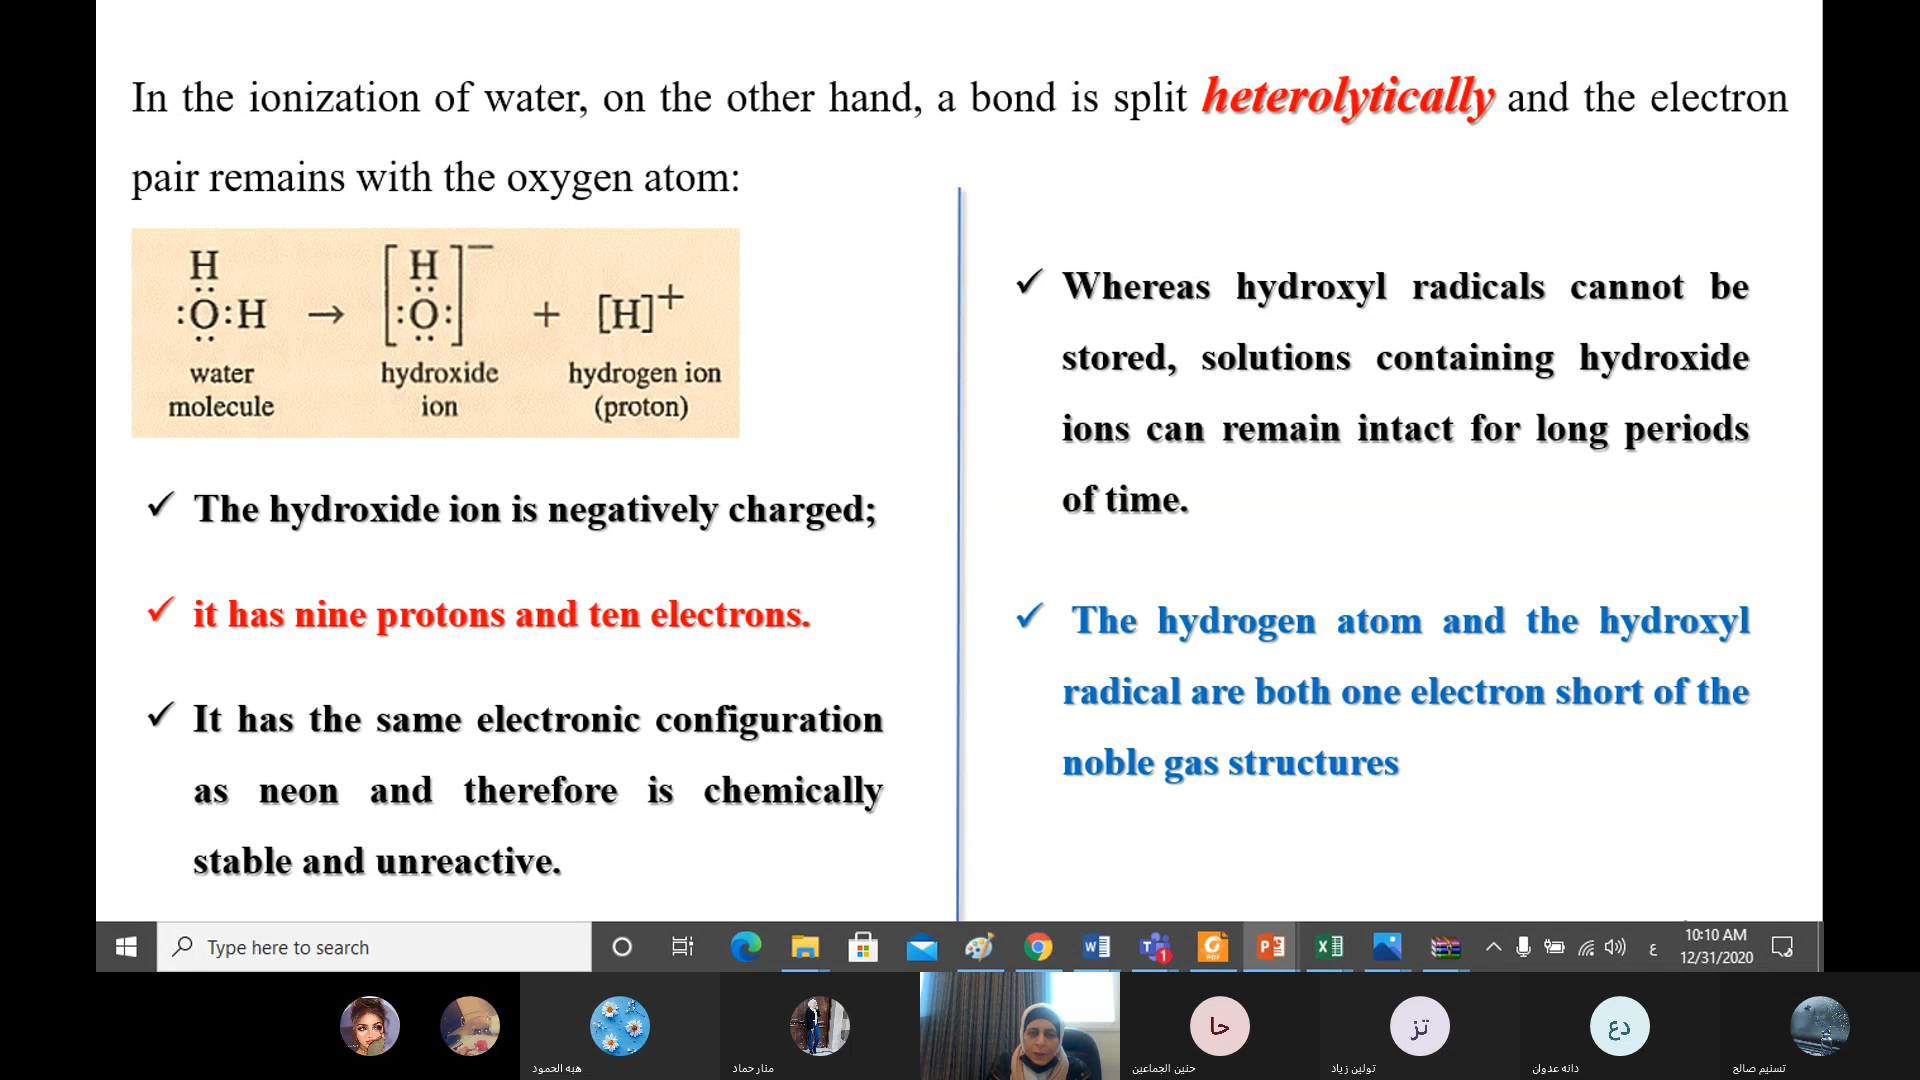 In the ionization of water, on the other hand, a bond is split heterolytically and the electron
pair remains with the oxygen atom:
H
:O:H → [H :O:]− + [H]+
water
molecule
hydroxide
ion
hydrogen ion
(proton)
✓ The hydroxide ion is negatively charged;
✓ it has nine protons and ten electrons.
✓ It has the same electronic configuration
as neon and therefore is chemically
stable and unreactive.
✓ Whereas hydroxyl radicals cannot be
stored, solutions containing hydroxide
ions can remain intact for long periods
of time.
✓ The hydrogen atom and the hydroxyl
radical are both one electron short of the
noble gas structures
Type here to search
1
PDF
ع
10:10 AM
12/31/2020
حا
تز
دع
هبه الحمود
منار حماد
حنين الجماعين
تولين زياد
دانه عدوان
تسنيم صالح